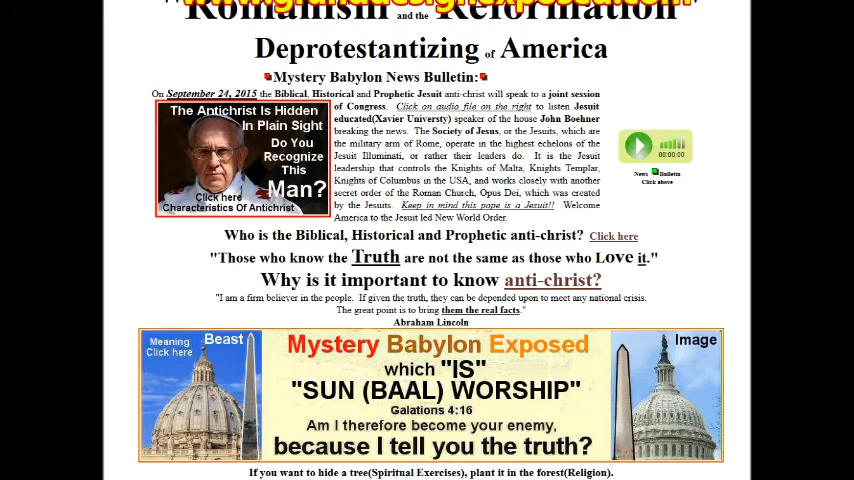 www.granddesignexposed.com
"Romanism and the Reformation"
Deprotestantizing of America
Mystery Babylon News Bulletin:
On September 24, 2015 the Biblical, Historical and Prophetic Jesuit anti-christ will speak to a joint session
of Congress. Click on audio file on the right to listen Jesuit
educated(Xavier Universty) speaker of the house John Boehner
breaking the news. The Society of Jesus, or the Jesuits, which are
the military arm of Rome, operate in the highest echelons of the
Jesuit Illuminati, or rather their leaders do. It is the Jesuit
leadership that controls the Knights of Malta, Knights Templar,
Knights of Columbus in the USA, and works closely with another
secret order of the Roman Church, Opus Dei, which was created
by the Jesuits. Keep in mind this pope is a Jesuit!! Welcome
America to the Jesuit led New World Order.
The Antichrist Is Hidden
In Plain Sight
Do You
Recognize
This
Man?
Click here
Characteristics Of Antichrist
00:00:00
News Bulletin
Click above
Who is the Biblical, Historical and Prophetic anti-christ? Click here
"Those who know the Truth are not the same as those who Love it."
Why is it important to know anti-christ?
"I am a firm believer in the people. If given the truth, they can be depended upon to meet any national crisis.
The great point is to bring them the real facts."
Abraham Lincoln
Meaning
Click here
Beast
Mystery Babylon Exposed
which "IS"
"SUN (BAAL) WORSHIP"
Galations 4:16
Am I therefore become your enemy,
because I tell you the truth?
Image
If you want to hide a tree(Spiritual Exercises), plant it in the forest(Religion).